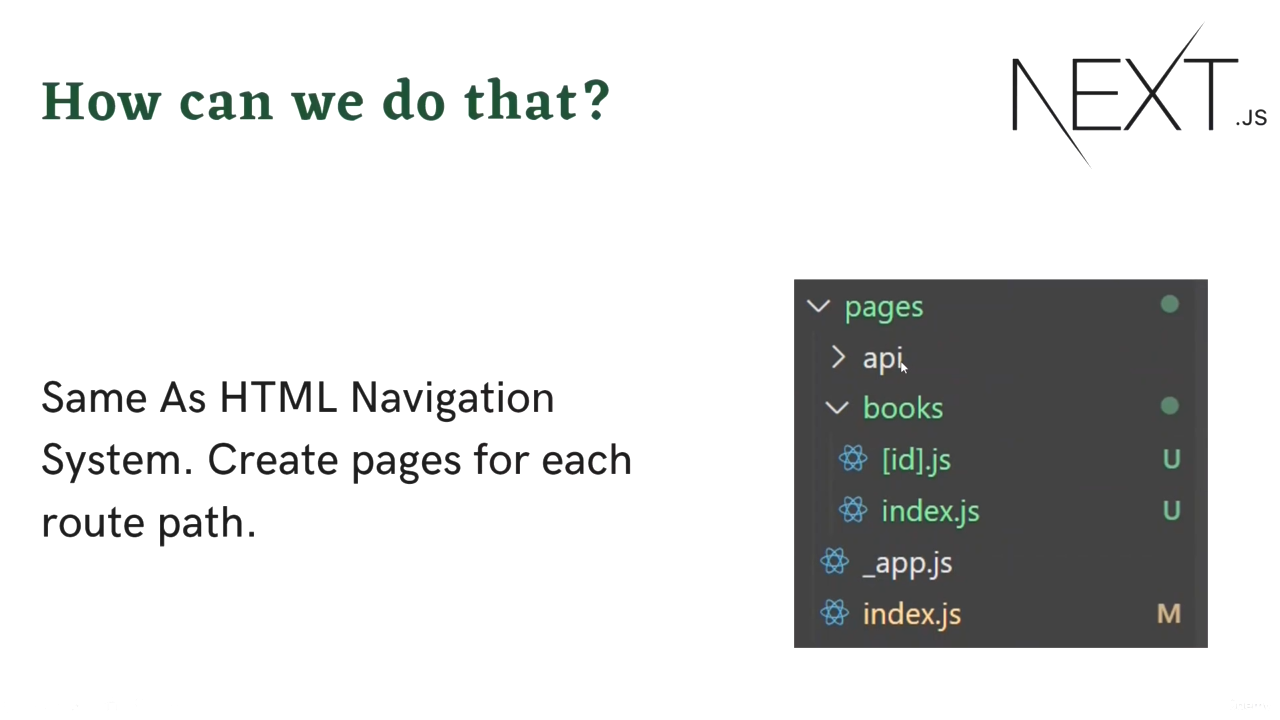 How can we do that?
NEXT.JS
Same As HTML Navigation
System. Create pages for each
route path.
pages
api
books
[id].js U
index.js U
_app.js
index.js M